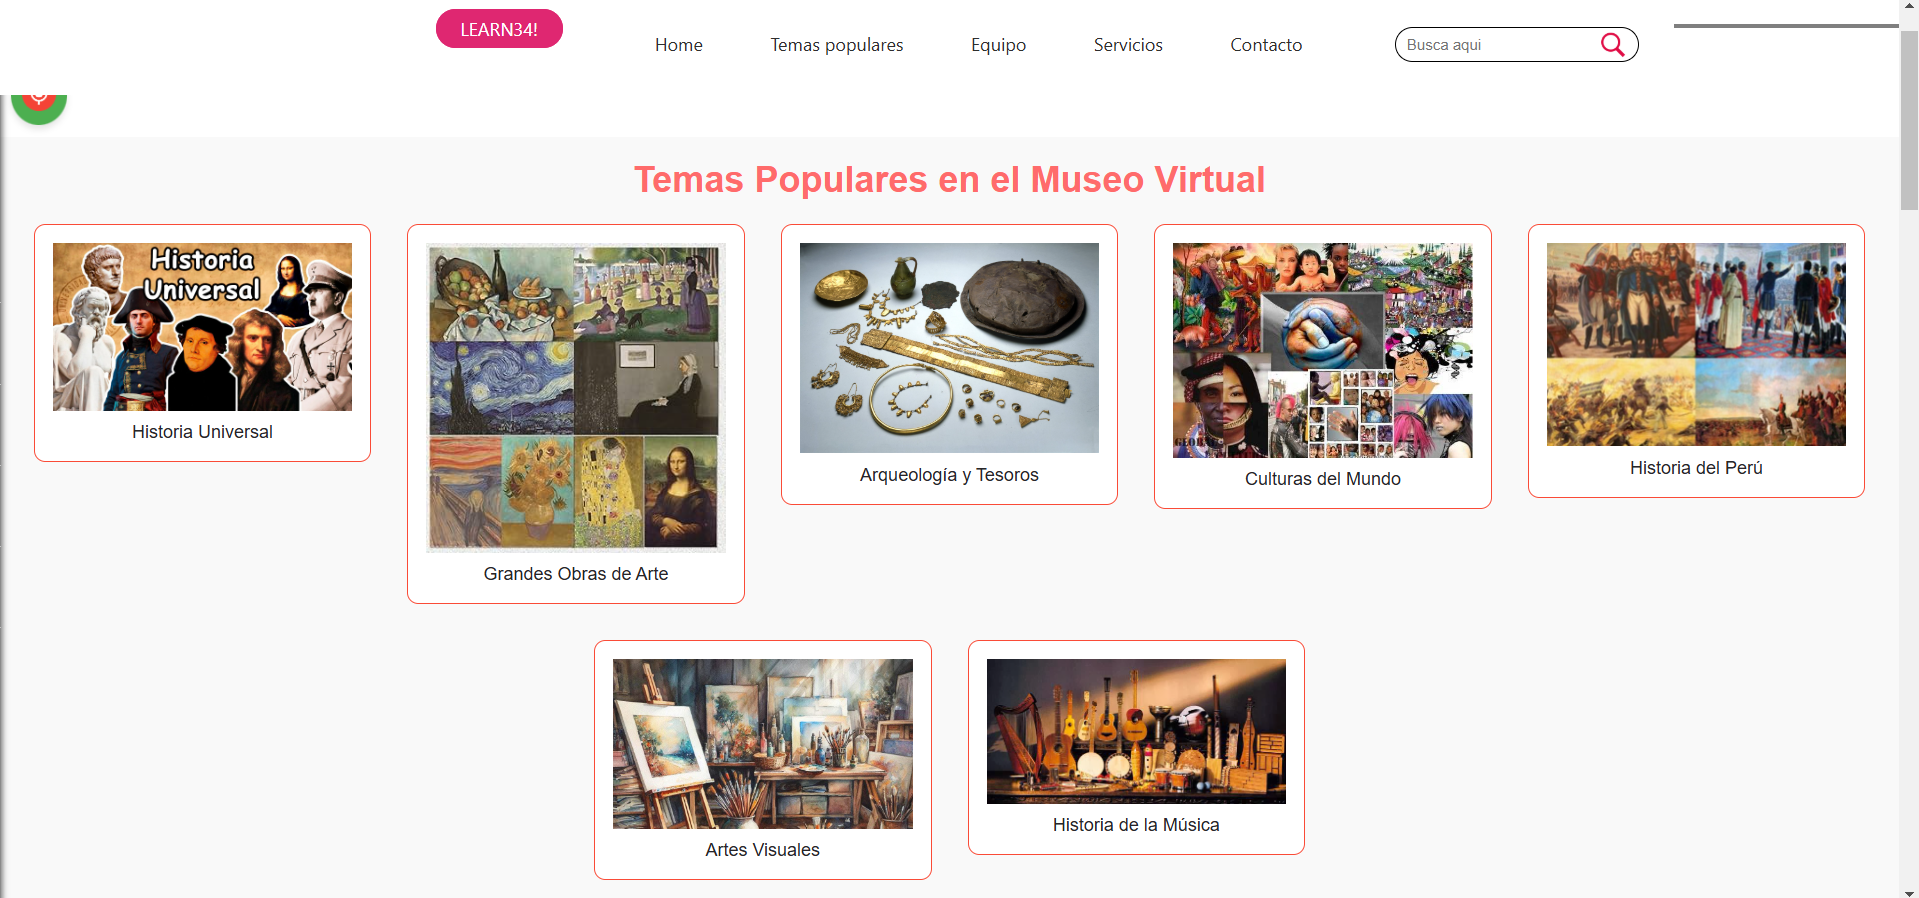 LEARN34!
Home
Temas populares
Equipo
Servicios
Contacto
Busca aqui
Temas Populares en el Museo Virtual
Historia
Universal
Historia Universal
Grandes Obras de Arte
Arqueología y Tesoros
Culturas del Mundo
Historia del Perú
Artes Visuales
Historia de la Música